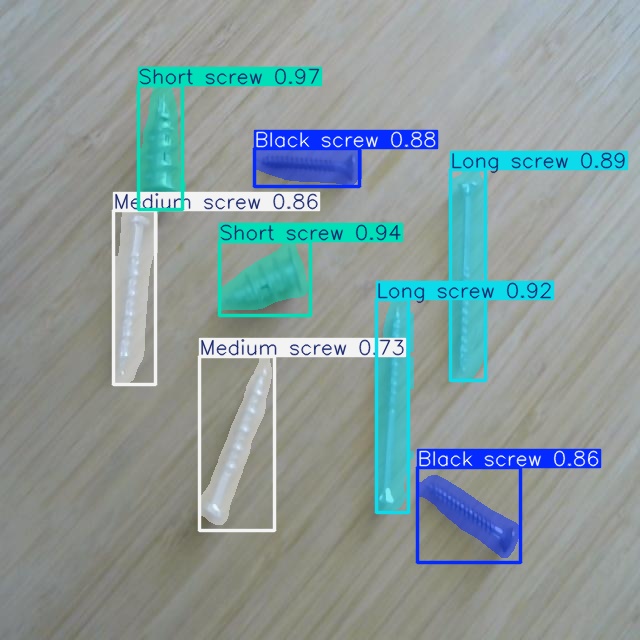 Short screw 0.97
Black screw 0.88
Long screw 0.89
Medium screw 0.86
Short screw 0.94
Long screw 0.92
Medium screw 0.73
Black screw 0.86